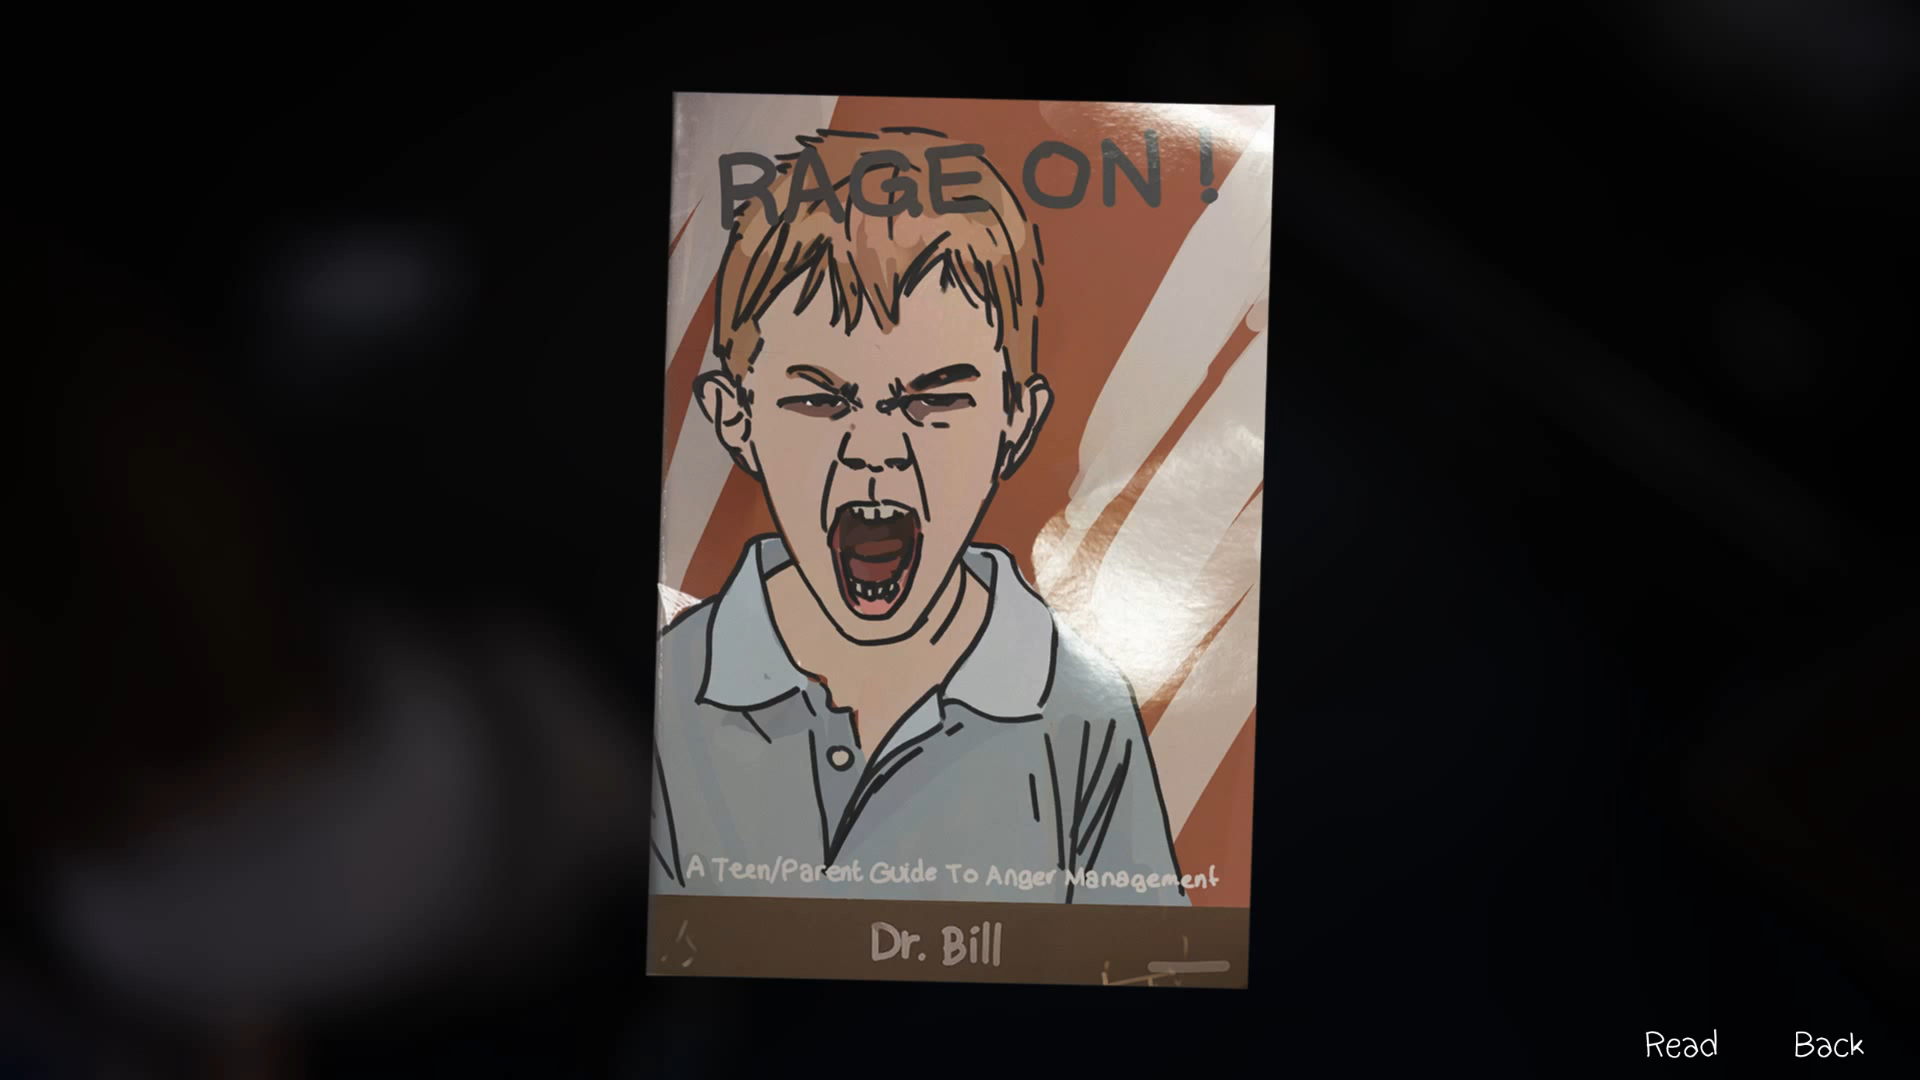 RAGE ON!
A Teen/Parent Guide To Anger Management
Dr. Bill
Read Back